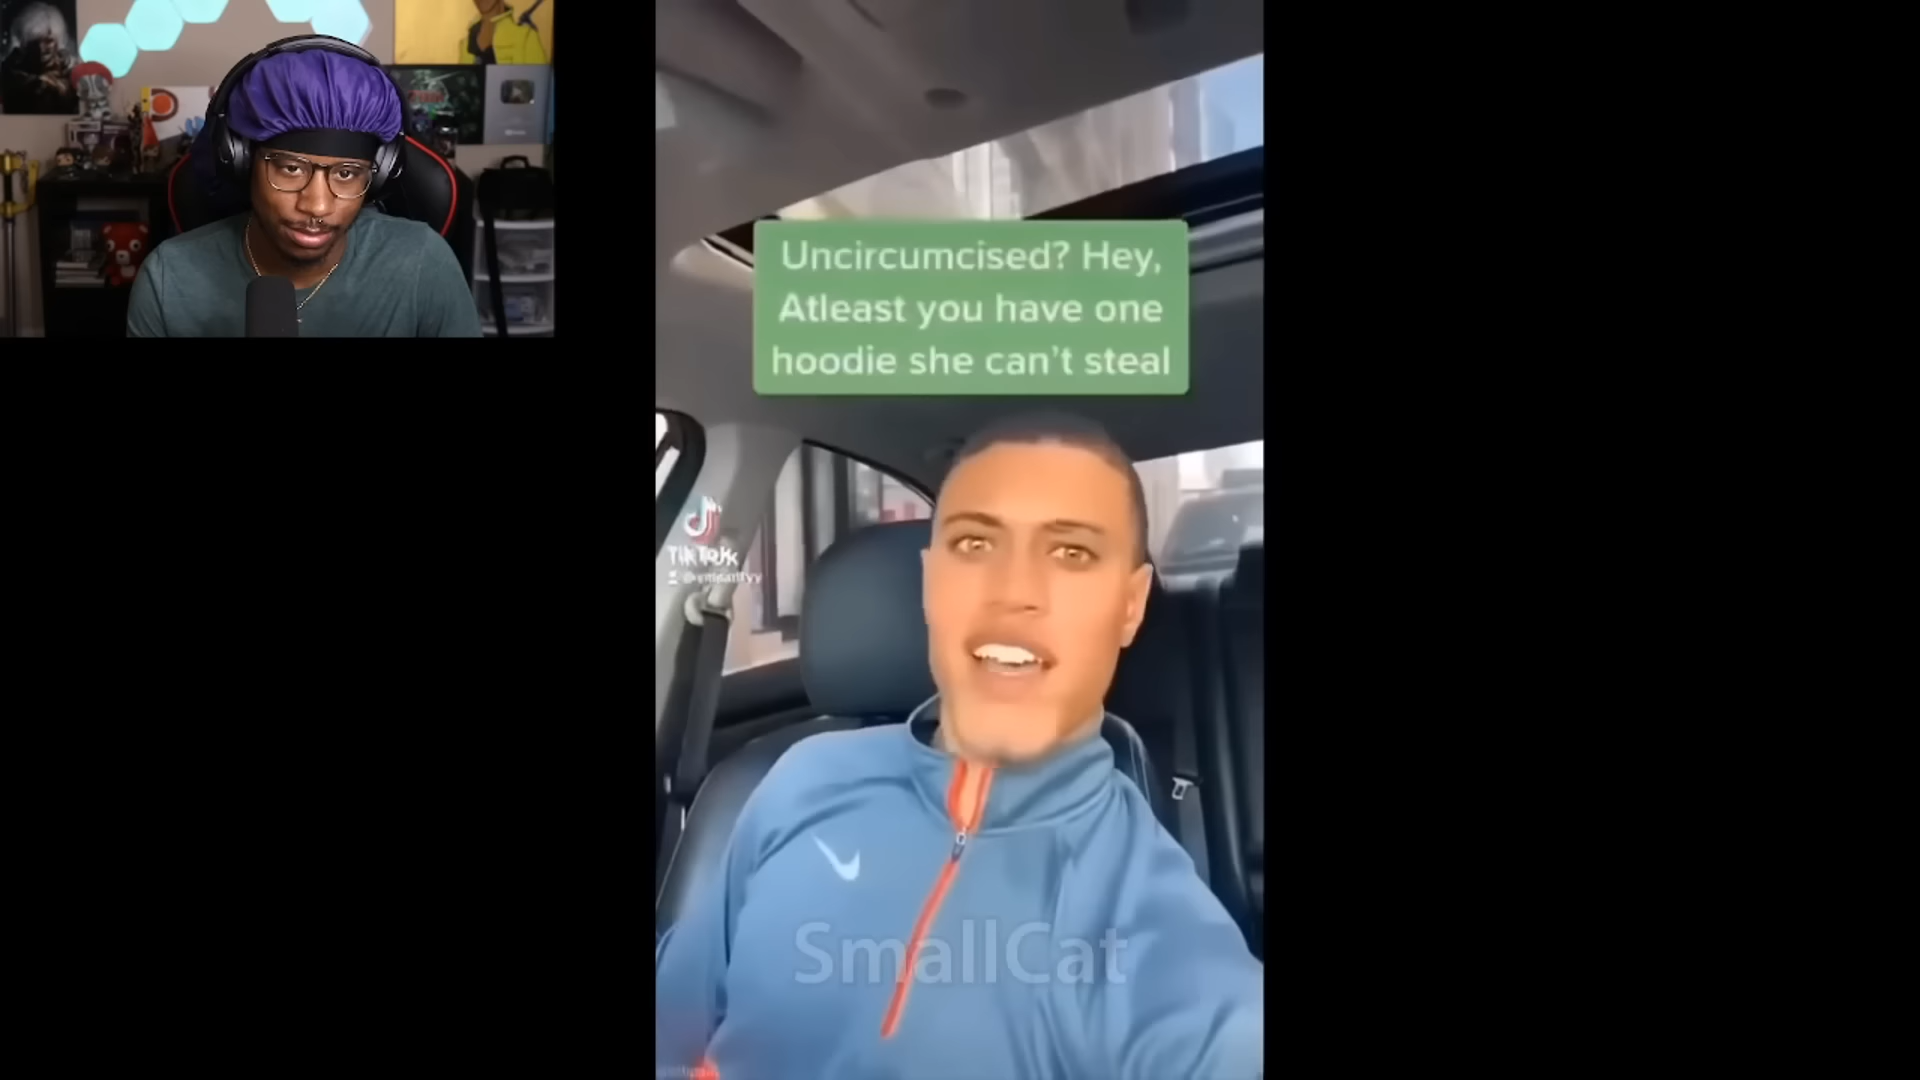 Uncircumcised? Hey,
Atleast you have one
hoodie she can't steal
TikTok
SmallCat